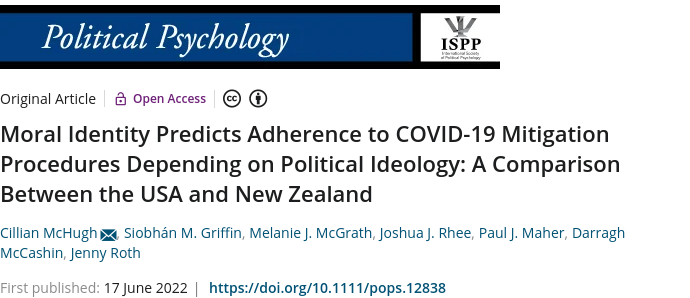 Political Psychology
ISPP
International Society
of Political Psychology
Original Article
Open Access
cc
Moral Identity Predicts Adherence to COVID-19 Mitigation
Procedures Depending on Political Ideology: A Comparison
Between the USA and New Zealand
Cillian McHugh, Siobhán M. Griffin, Melanie J. McGrath, Joshua J. Rhee, Paul J. Maher, Darragh
McCashin, Jenny Roth
First published: 17 June 2022 | https://doi.org/10.1111/pops.12838